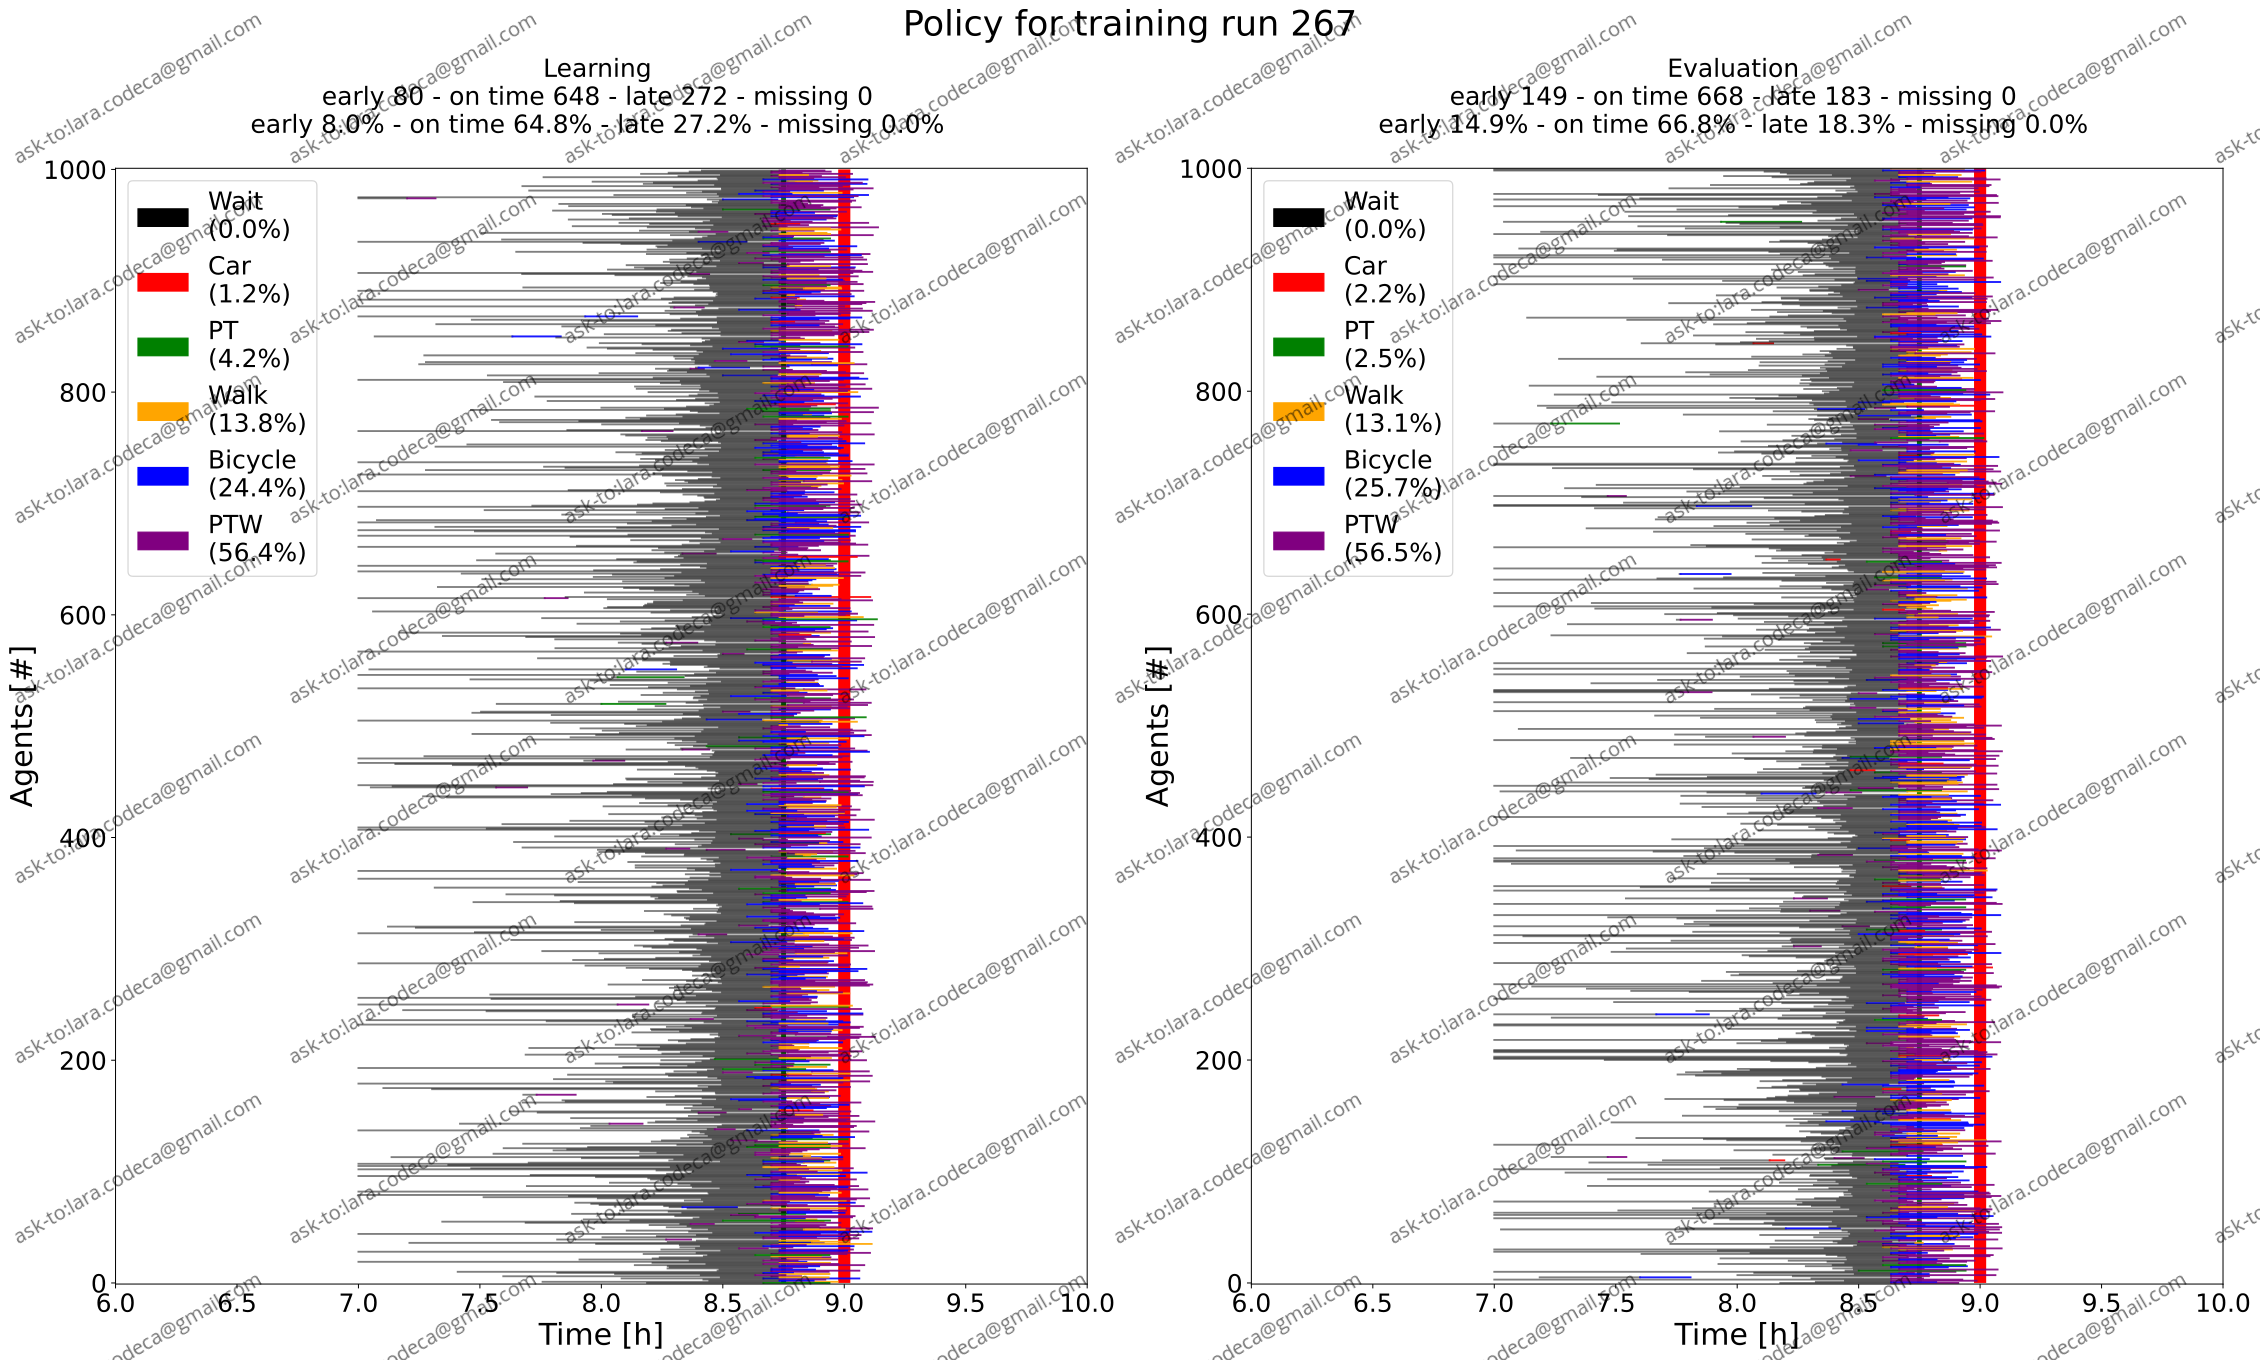 Policy for training run 267
Learning
early 80 - on time 648 - late 272 - missing 0
early 8.0% - on time 64.8% - late 27.2% - missing 0.0%
1000
800
600
400
200
0
Agents [#]
Wait
(0.0%)
Car
(1.2%)
PT
(4.2%)
Walk
(13.8%)
Bicycle
(24.4%)
PTW
(56.4%)
6.0 6.5 7.0 7.5 8.0 8.5 9.0 9.5 10.0
Time [h]
Evaluation
early 149 - on time 668 - late 183 - missing 0
early 14.9% - on time 66.8% - late 18.3% - missing 0.0%
1000
800
600
400
200
0
Agents [#]
Wait
(0.0%)
Car
(2.2%)
PT
(2.5%)
Walk
(13.1%)
Bicycle
(25.7%)
PTW
(56.5%)
6.0 6.5 7.0 7.5 8.0 8.5 9.0 9.5 10.0
Time [h]
ask-to:lara.codeca@gmail.com